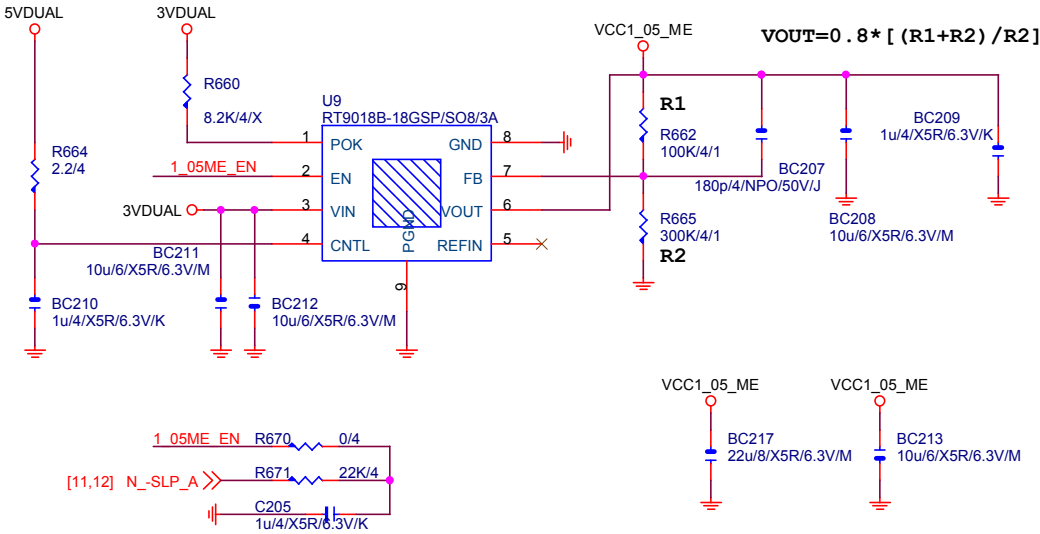 5VDUAL
3VDUAL
VCC1_05_ME
VOUT=0.8*[(R1+R2)/R2]
R660
8.2K/4/X
U9
RT9018B-18GSP/SO8/3A
R1
R662
100K/4/1
BC209
1u/4/X5R/6.3V/K
1 POK
GND 8
R664
2.2/4
1_05ME_EN
2 EN
FB 7
BC207
180p/4/NPO/50V/J
3VDUAL
3 VIN
VOUT 6
R665
300K/4/1
R2
BC208
10u/6/X5R/6.3V/M
4 CNTL
PGND
REFIN 5
9
BC211
10u/6/X5R/6.3V/M
BC210
1u/4/X5R/6.3V/K
BC212
10u/6/X5R/6.3V/M
VCC1_05_ME
VCC1_05_ME
BC217
22u/8/X5R/6.3V/M
BC213
10u/6/X5R/6.3V/M
1_05ME_EN R670 0/4
[11,12] N_-SLP_A R671 22K/4
C205
1u/4/X5R/6.3V/K